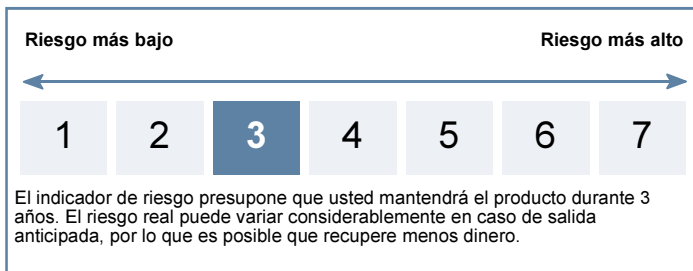 Riesgo más bajo Riesgo más alto
1 2 3 4 5 6 7
El indicador de riesgo presupone que usted mantendrá el producto durante 3
años. El riesgo real puede variar considerablemente en caso de salida
anticipada, por lo que es posible que recupere menos dinero.